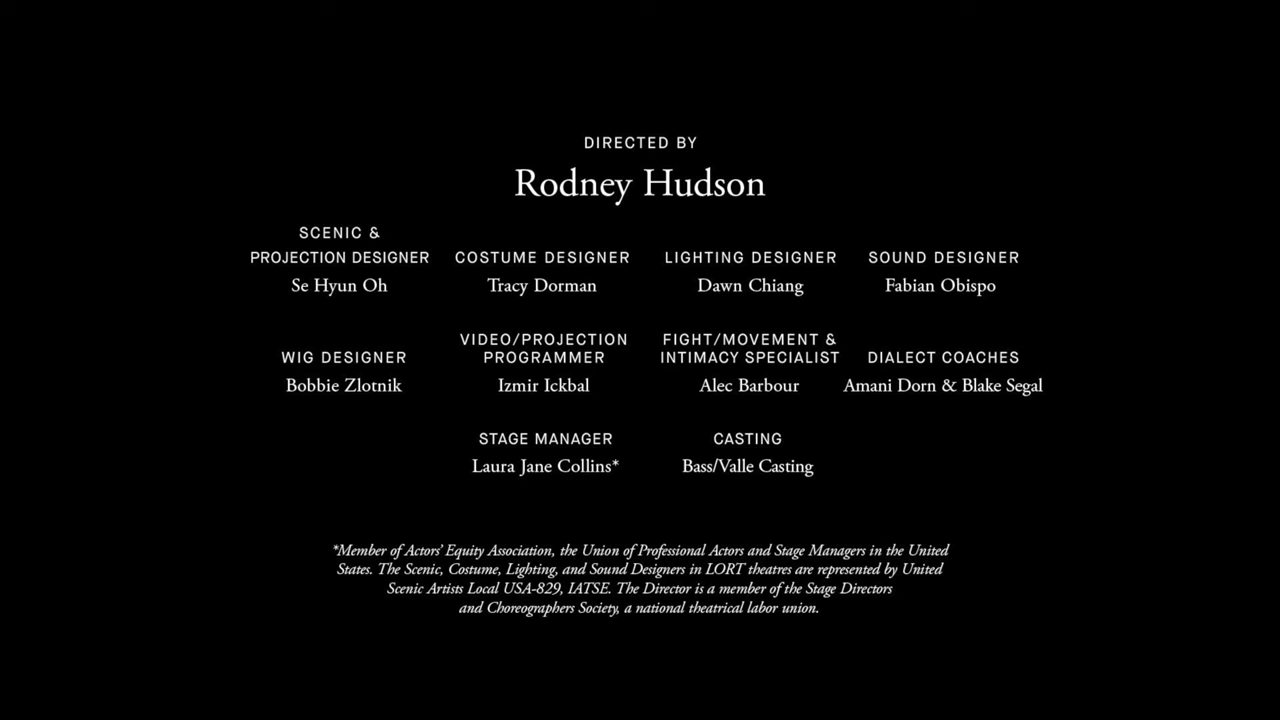 DIRECTED BY
Rodney Hudson
SCENIC &
PROJECTION DESIGNER
Se Hyun Oh
COSTUME DESIGNER
Tracy Dorman
LIGHTING DESIGNER
Dawn Chiang
SOUND DESIGNER
Fabian Obispo
WIG DESIGNER
Bobbie Zlotnik
VIDEO/PROJECTION
PROGRAMMER
Izmir Ickbal
FIGHT/MOVEMENT &
INTIMACY SPECIALIST
Alec Barbour
DIALECT COACHES
Amani Dorn & Blake Segal
STAGE MANAGER
Laura Jane Collins*
CASTING
Bass/Valle Casting
*Member of Actors' Equity Association, the Union of Professional Actors and Stage Managers in the United
States. The Scenic, Costume, Lighting, and Sound Designers in LORT theatres are represented by United
Scenic Artists Local USA-829, IATSE. The Director is a member of the Stage Directors
and Choreographers Society, a national theatrical labor union.